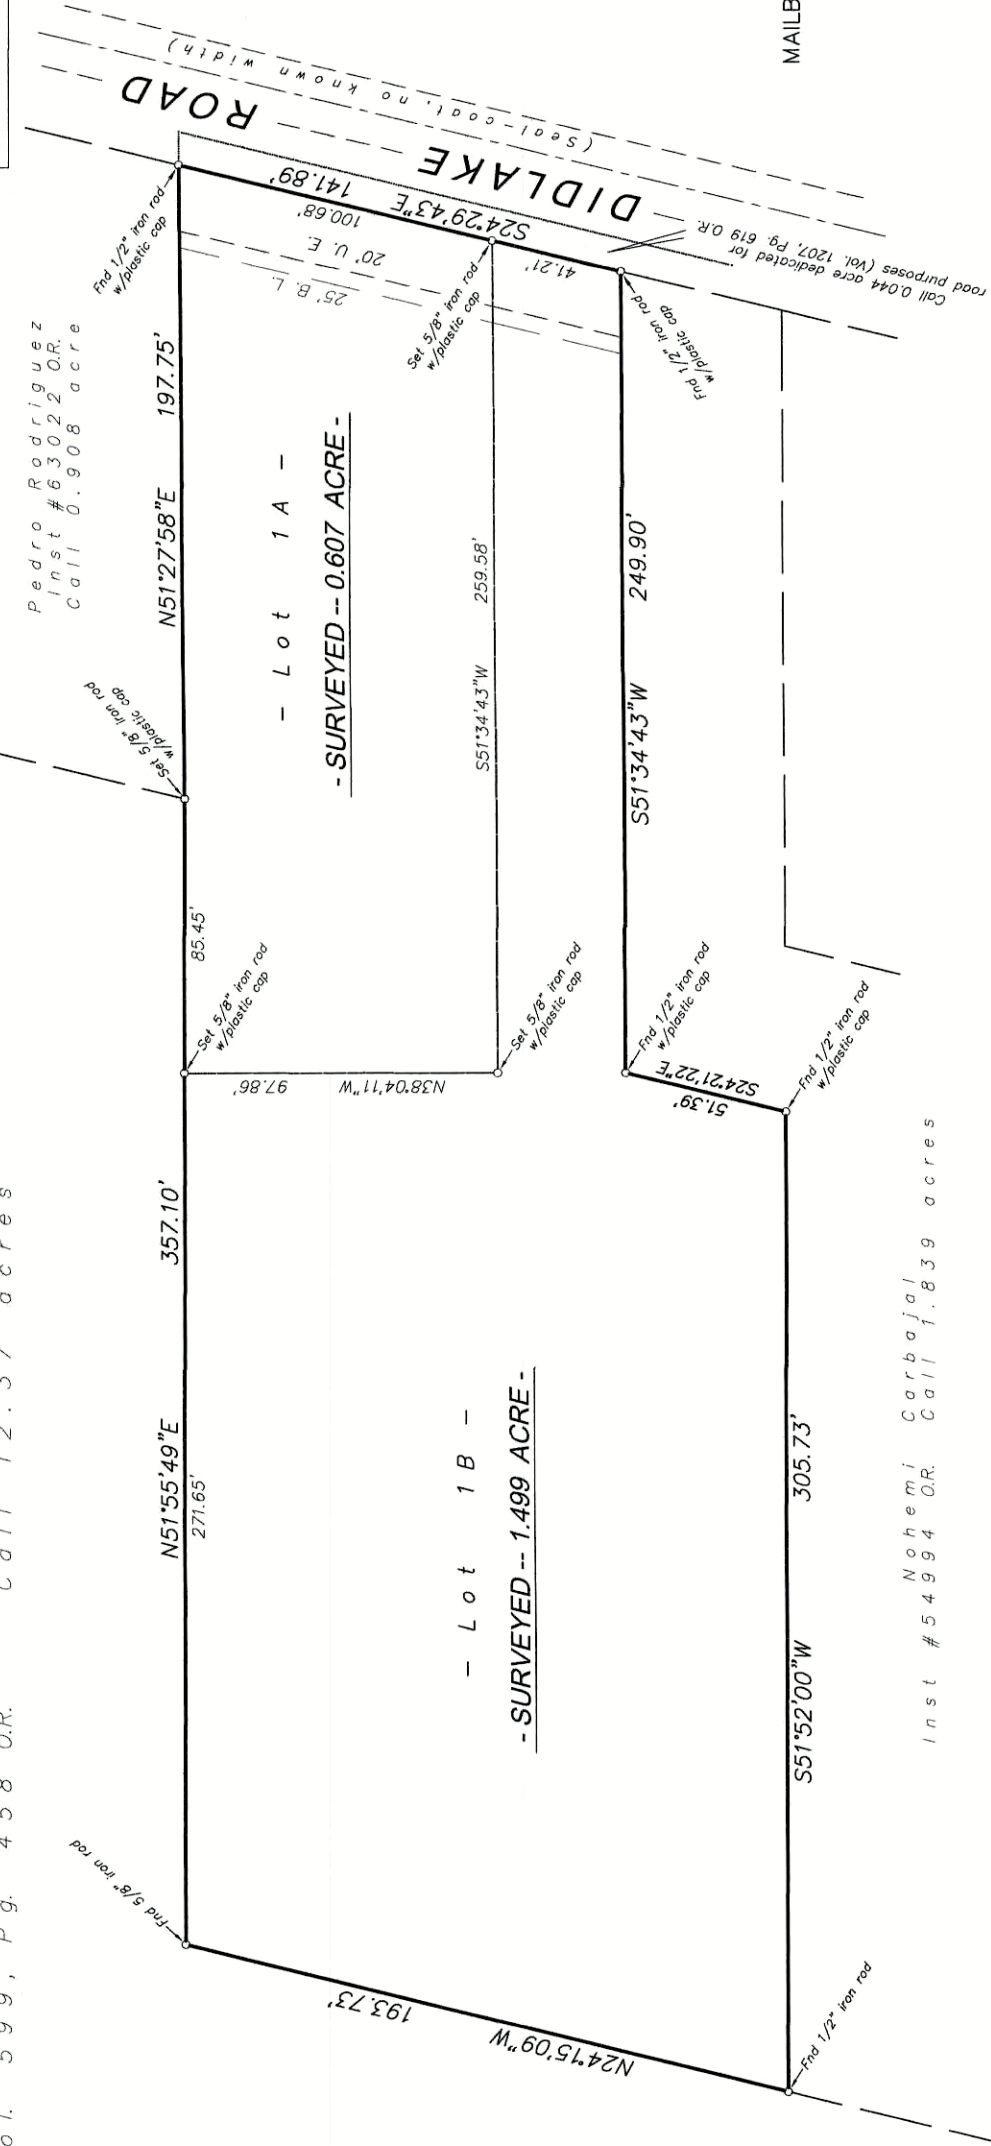 MAILB
DIDLAKE ROAD
(Seal-coat, no known width)
Call 0.044 acre dedicated for
road purposes (Vol. 1207, Pg. 619 O.R.
Pedro Rodriguez
Inst #63022 O.R.
Call 0.908 acre
Fnd 1/2" iron rod
w/plastic cap
N51°27'58"E
197.75'
S24°29'43"E
141.89'
100.68'
41.21'
20' U. E.
25' B. L.
Set 5/8" iron rod
w/plastic cap
Fnd 1/2" iron rod
w/plastic cap
- Lot 1A -
- SURVEYED -- 0.607 ACRE -
S51°34'43"W
259.58'
S51°34'43"W
249.90'
Set 5/8" iron rod
w/plastic cap
85.45'
Set 5/8" iron rod
w/plastic cap
N38°04'11"W
97.86'
Set 5/8" iron rod
w/plastic cap
Fnd 1/2" iron rod
w/plastic cap
S24°21'22"E
51.39'
Fnd 1/2" iron rod
w/plastic cap
599, Pg. 458 O.R.
acres
N51°55'49"E
357.10'
271.65'
- Lot 1B -
- SURVEYED -- 1.499 ACRE -
S51°52'00"W
305.73'
Nohemi Carbajal
Inst #54994 O.R. Call 1.839 acres
Fnd 5/8" iron rod
N24°15'09"W
193.73'
Fnd 1/2" iron rod